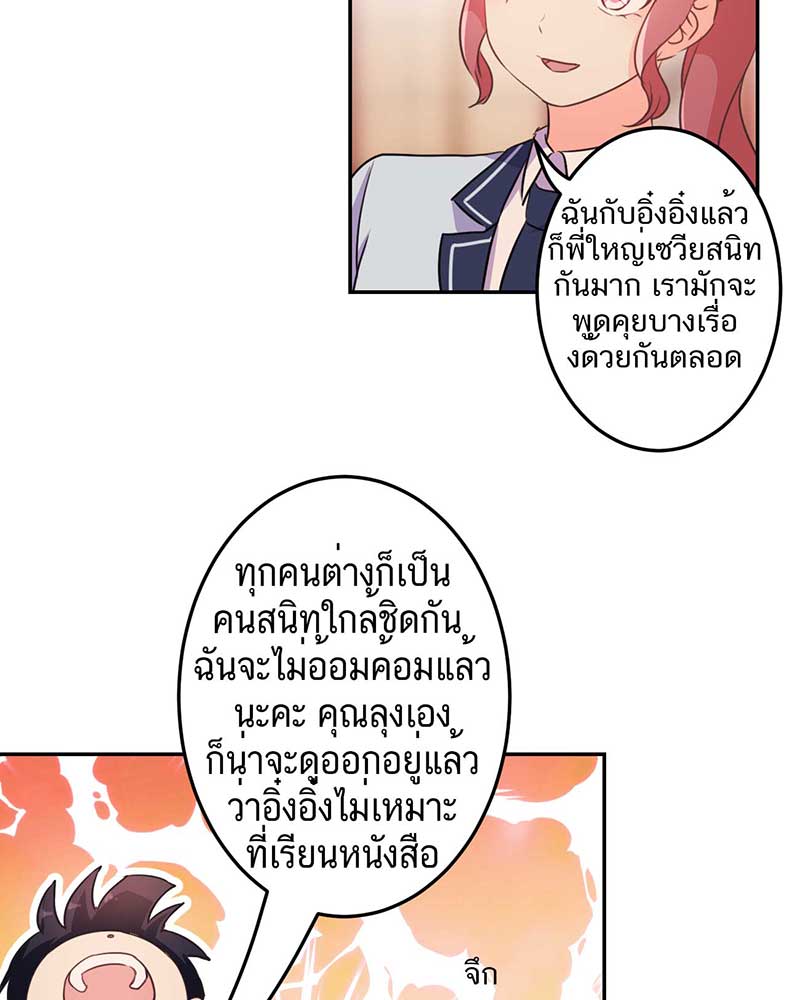 ฉันกับอิ๋งอิ๋งแล้ว
ก็พี่ใหญ่เซวียสนิท
กันมาก เรามักจะ
พูดคุยบางเรื่อ
งด้วยกันตลอด
ทุกคนต่างก็เป็น
คนสนิทใกล้ชิดกัน
ฉันจะไม่อ้อมค้อมแล้ว
นะคะ คุณลุงเอง
ก็น่าจะดูออกอยู่แล้ว
ว่าอิ๋งอิ๋งไม่เหมาะ
ที่เรียนหนังสือ
จึก